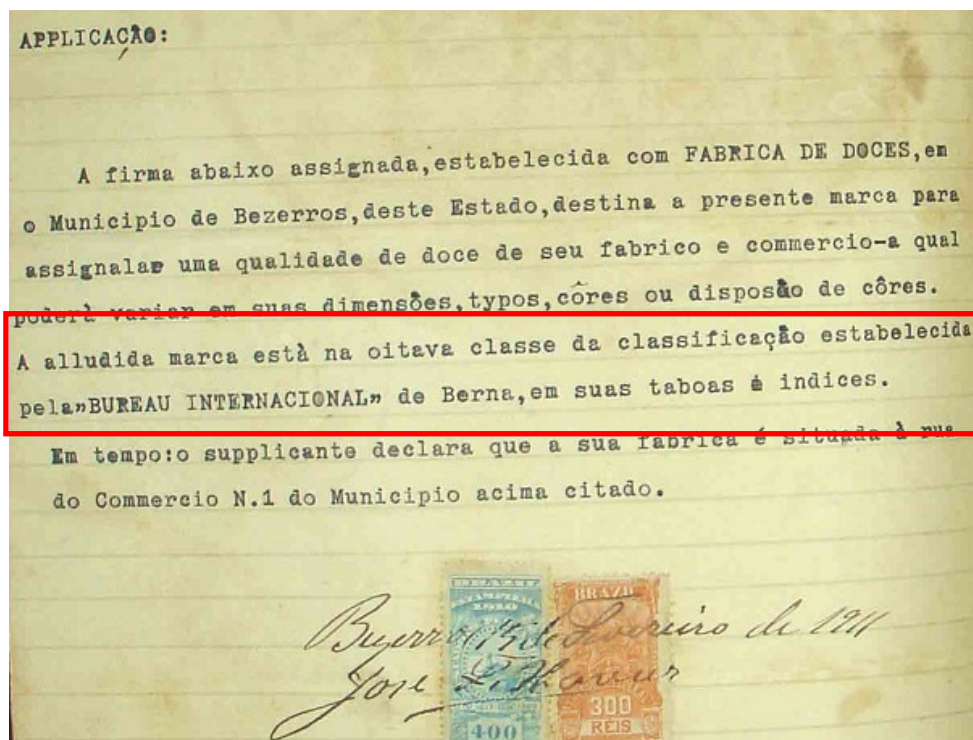 APPLICAÇÃO:
A firma abaixo assignada,estabelecida com FABRICA DE DOCES,em
o Municipio de Bezerros,deste Estado,destina a presente marca para
assignalar uma qualidade de doce de seu fabrico e commercio-a qual
poderà variar em suas dimensões,typos,côres ou disposão de côres.
A alludida marca està na oitava classe da classificação estabelecida
pela»BUREAU INTERNACIONAL» de Berna,em suas taboas e indices.
Em tempo:o supplicante declara que a sua fabrica é situada à rua
do Commercio N.1 do Municipio acima citado.
de 1911
José
1910
400
BRAZIL
300
REIS